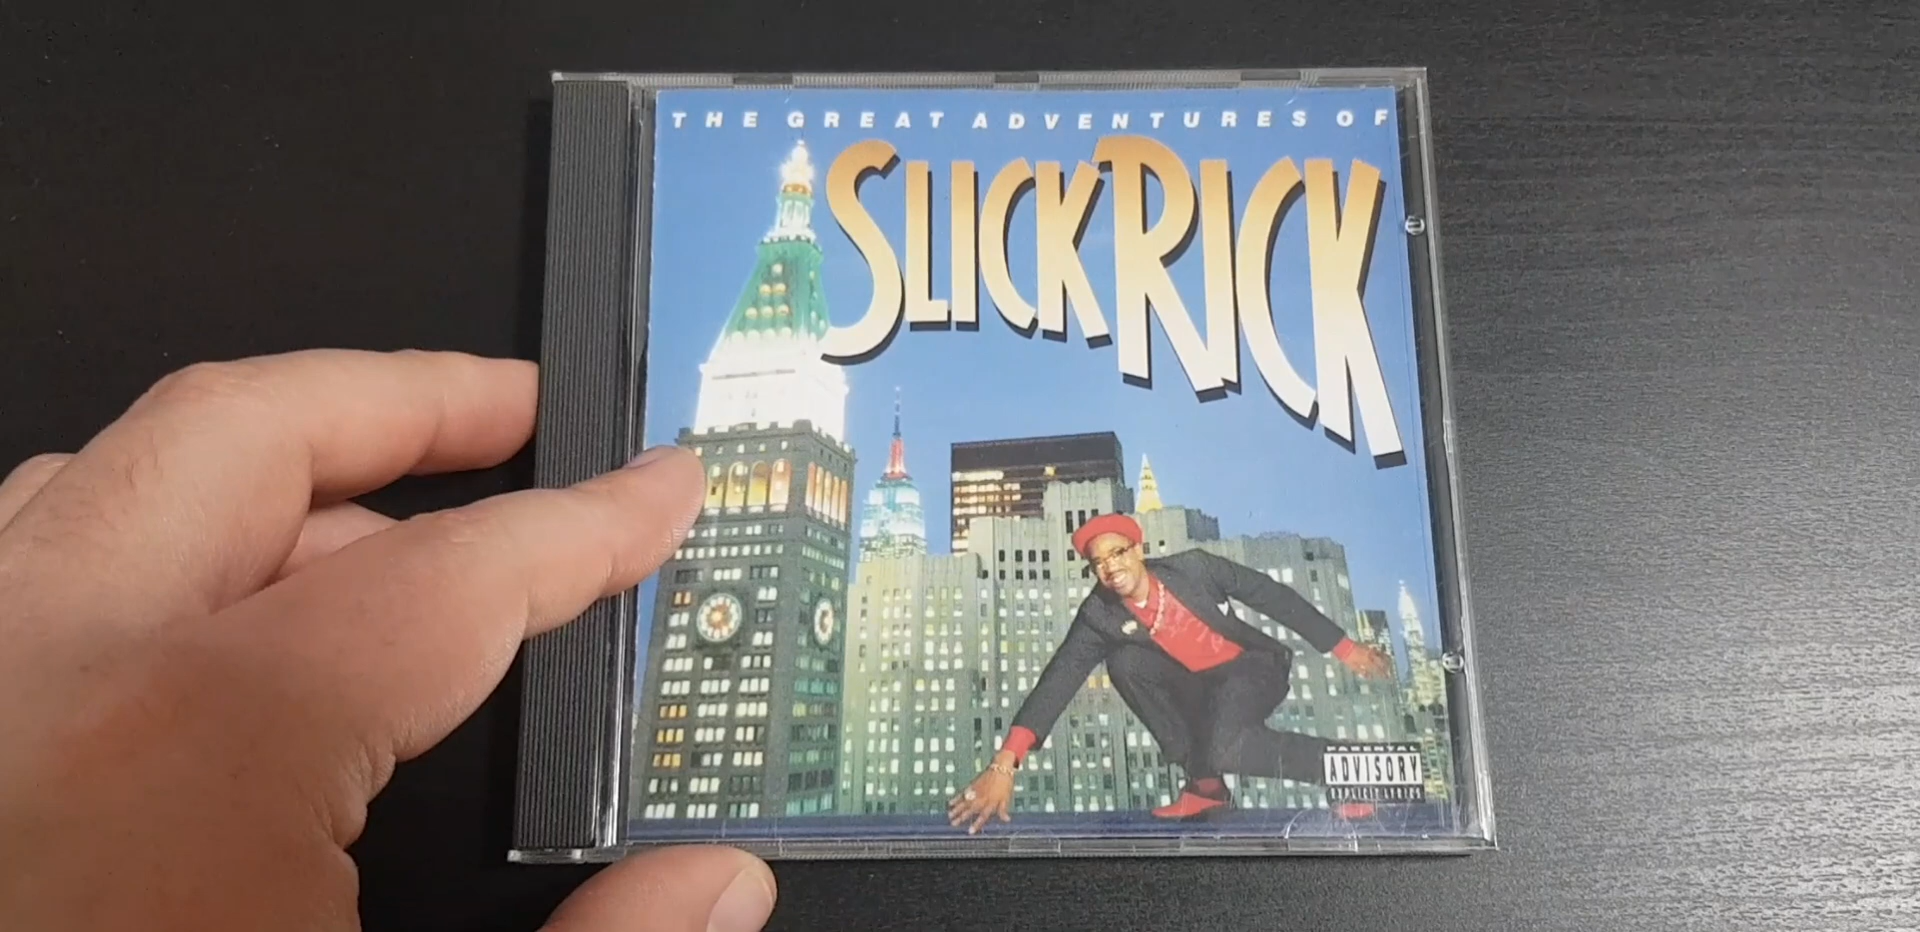 THE GREAT ADVENTURES OF
SLICK RICK
PARENTAL
ADVISORY
EXPLICIT LYRICS